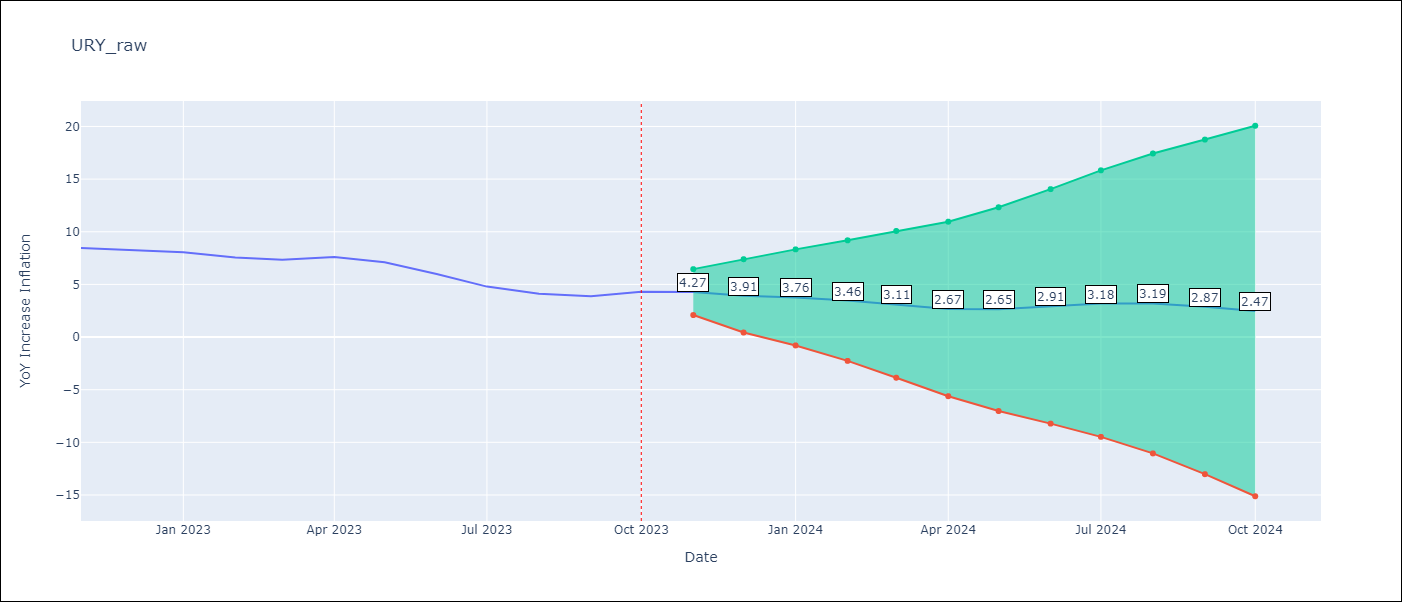 URY_raw
YoY Increase Inflation
20
15
10
5
0
−5
−10
−15
4.27
3.91
3.76
3.46
3.11
2.67
2.65
2.91
3.18
3.19
2.87
2.47
Jan 2023
Apr 2023
Jul 2023
Oct 2023
Jan 2024
Apr 2024
Jul 2024
Oct 2024
Date